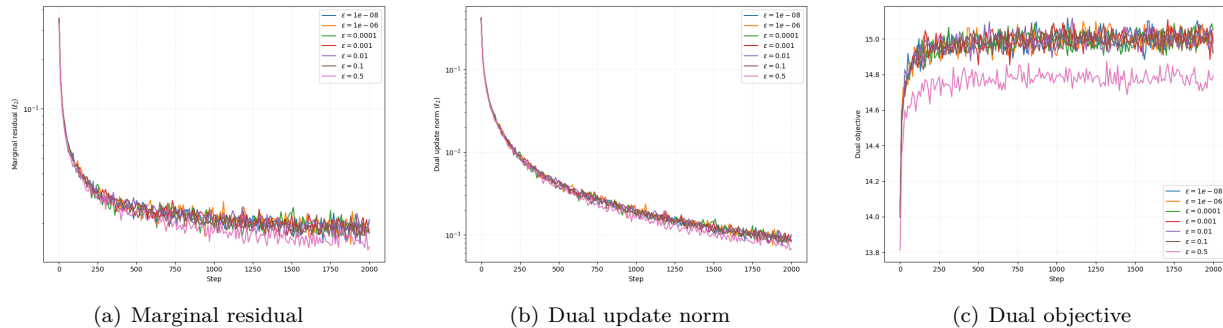 ε = 1e − 08
ε = 1e − 06
ε = 0.0001
ε = 0.001
ε = 0.01
ε = 0.1
ε = 0.5
Marginal residual (ℓ₂)
10⁻¹
0 250 500 750 1000 1250 1500 1750 2000
Step
(a) Marginal residual
ε = 1e − 08
ε = 1e − 06
ε = 0.0001
ε = 0.001
ε = 0.01
ε = 0.1
ε = 0.5
Dual update norm (ℓ₂)
10⁻¹
10⁻²
10⁻³
0 250 500 750 1000 1250 1500 1750 2000
Step
(b) Dual update norm
Dual objective
15.0
14.8
14.6
14.4
14.2
14.0
13.8
ε = 1e − 08
ε = 1e − 06
ε = 0.0001
ε = 0.001
ε = 0.01
ε = 0.1
ε = 0.5
0 250 500 750 1000 1250 1500 1750 2000
Step
(c) Dual objective